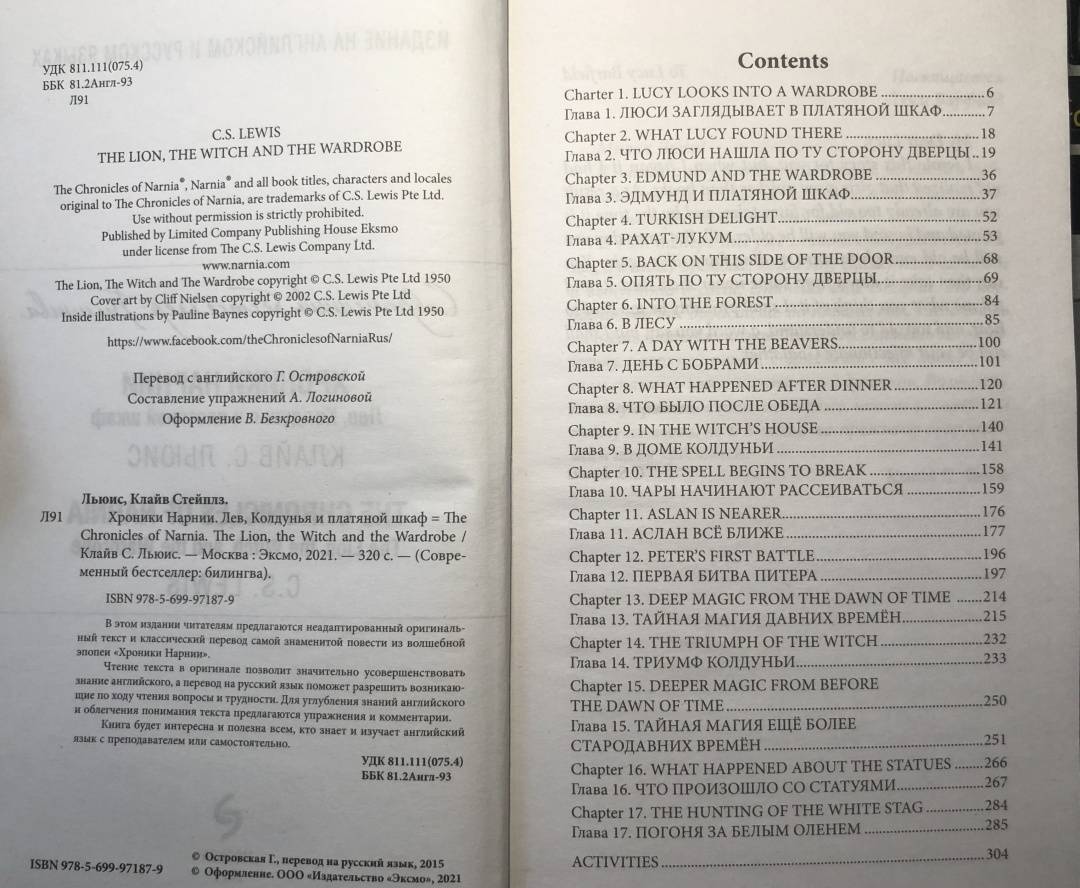 УДК 811.111(075.4)
ББК 81.2Англ-93
Л91
C.S. LEWIS
THE LION, THE WITCH AND THE WARDROBE
The Chronicles of Narnia®, Narnia® and all book titles, characters and locales
original to The Chronicles of Narnia, are trademarks of C.S. Lewis Pte Ltd.
Use without permission is strictly prohibited.
Published by Limited Company Publishing House Eksmo
under license from The C.S. Lewis Company Ltd.
www.narnia.com
The Lion, The Witch and The Wardrobe copyright © C.S. Lewis Pte Ltd 1950
Cover art by Cliff Nielsen copyright © 2002 C.S. Lewis Pte Ltd
Inside illustrations by Pauline Baynes copyright © C.S. Lewis Pte Ltd 1950
https://www.facebook.com/theChroniclesofNarniaRus/
Перевод с английского Г. Островской
Составление упражнений А. Логиновой
Оформление В. Безкровного
Льюис, Клайв Стейплз.
Л91 Хроники Нарнии. Лев, Колдунья и платяной шкаф = The
Chronicles of Narnia. The Lion, the Witch and the Wardrobe /
Клайв С. Льюис. — Москва : Эксмо, 2021. — 320 с. — (Совре-
менный бестселлер: билингва).
ISBN 978-5-699-97187-9
В этом издании читателям предлагаются неадаптированный оригиналь-
ный текст и классический перевод самой знаменитой повести из волшебной
эпопеи «Хроники Нарнии».
Чтение текста в оригинале позволит значительно усовершенствовать
знание английского, а перевод на русский язык поможет разрешить возникаю-
щие по ходу чтения вопросы и трудности. Для углубления знаний английского
и облегчения понимания текста предлагаются упражнения и комментарии.
Книга будет интересна и полезна всем, кто знает и изучает английский
язык с преподавателем или самостоятельно.
УДК 811.111(075.4)
ББК 81.2Англ-93
ISBN 978-5-699-97187-9
© Островская Г., перевод на русский язык, 2015
© Оформление. ООО «Издательство «Эксмо», 2021
Contents
Charter 1. LUCY LOOKS INTO A WARDROBE ........ 6
Глава 1. ЛЮСИ ЗАГЛЯДЫВАЕТ В ПЛАТЯНОЙ ШКАФ ........ 7
Chapter 2. WHAT LUCY FOUND THERE ........ 18
Глава 2. ЧТО ЛЮСИ НАШЛА ПО ТУ СТОРОНУ ДВЕРЦЫ .. 19
Chapter 3. EDMUND AND THE WARDROBE ........ 36
Глава 3. ЭДМУНД И ПЛАТЯНОЙ ШКАФ ........ 37
Chapter 4. TURKISH DELIGHT ........ 52
Глава 4. РАХАТ-ЛУКУМ ........ 53
Chapter 5. BACK ON THIS SIDE OF THE DOOR ........ 68
Глава 5. ОПЯТЬ ПО ТУ СТОРОНУ ДВЕРЦЫ ........ 69
Chapter 6. INTO THE FOREST ........ 84
Глава 6. В ЛЕСУ ........ 85
Chapter 7. A DAY WITH THE BEAVERS ........ 100
Глава 7. ДЕНЬ С БОБРАМИ ........ 101
Chapter 8. WHAT HAPPENED AFTER DINNER ........ 120
Глава 8. ЧТО БЫЛО ПОСЛЕ ОБЕДА ........ 121
Chapter 9. IN THE WITCH'S HOUSE ........ 140
Глава 9. В ДОМЕ КОЛДУНЬИ ........ 141
Chapter 10. THE SPELL BEGINS TO BREAK ........ 158
Глава 10. ЧАРЫ НАЧИНАЮТ РАССЕИВАТЬСЯ ........ 159
Chapter 11. ASLAN IS NEARER ........ 176
Глава 11. АСЛАН ВСЁ БЛИЖЕ ........ 177
Chapter 12. PETER'S FIRST BATTLE ........ 196
Глава 12. ПЕРВАЯ БИТВА ПИТЕРА ........ 197
Chapter 13. DEEP MAGIC FROM THE DAWN OF TIME ...... 214
Глава 13. ТАЙНАЯ МАГИЯ ДАВНИХ ВРЕМЁН ........ 215
Chapter 14. THE TRIUMPH OF THE WITCH ........ 232
Глава 14. ТРИУМФ КОЛДУНЬИ ........ 233
Chapter 15. DEEPER MAGIC FROM BEFORE
THE DAWN OF TIME ........ 250
Глава 15. ТАЙНАЯ МАГИЯ ЕЩЁ БОЛЕЕ
СТАРОДАВНИХ ВРЕМЁН ........ 251
Chapter 16. WHAT HAPPENED ABOUT THE STATUES ........ 266
Глава 16. ЧТО ПРОИЗОШЛО СО СТАТУЯМИ ........ 267
Chapter 17. THE HUNTING OF THE WHITE STAG ........ 284
Глава 17. ПОГОНЯ ЗА БЕЛЫМ ОЛЕНЕМ ........ 285
ACTIVITIES ........ 304